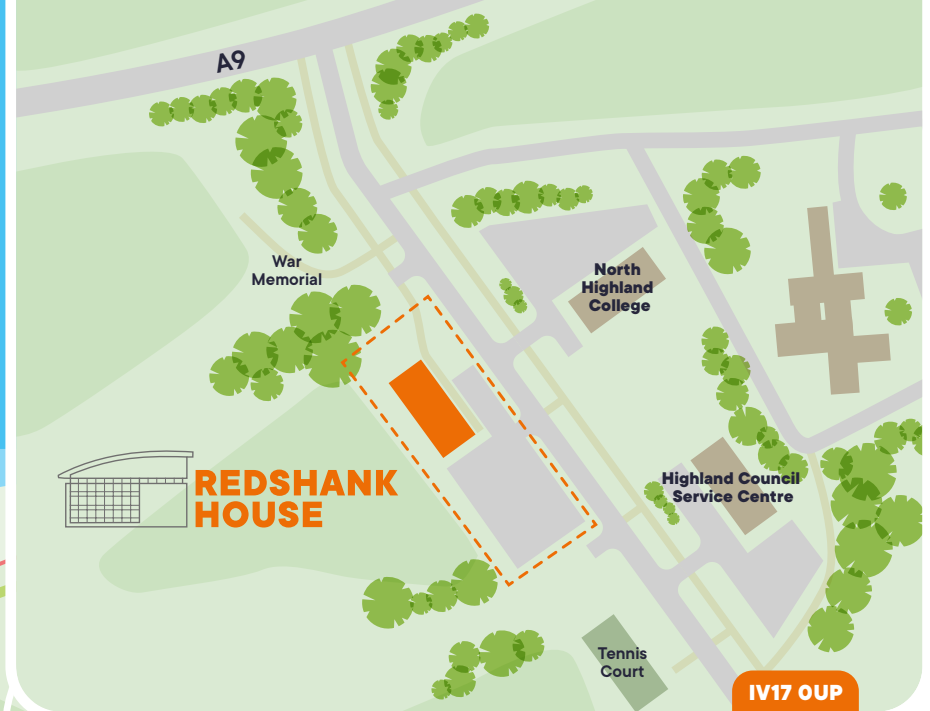 A9
War
Memorial
North
Highland
College
REDSHANK
HOUSE
Highland Council
Service Centre
Tennis
Court
IV17 0UP